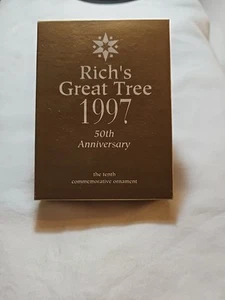 Rich's
Great Tree
1997
50th
Anniversary
the tenth
commemorative ornament